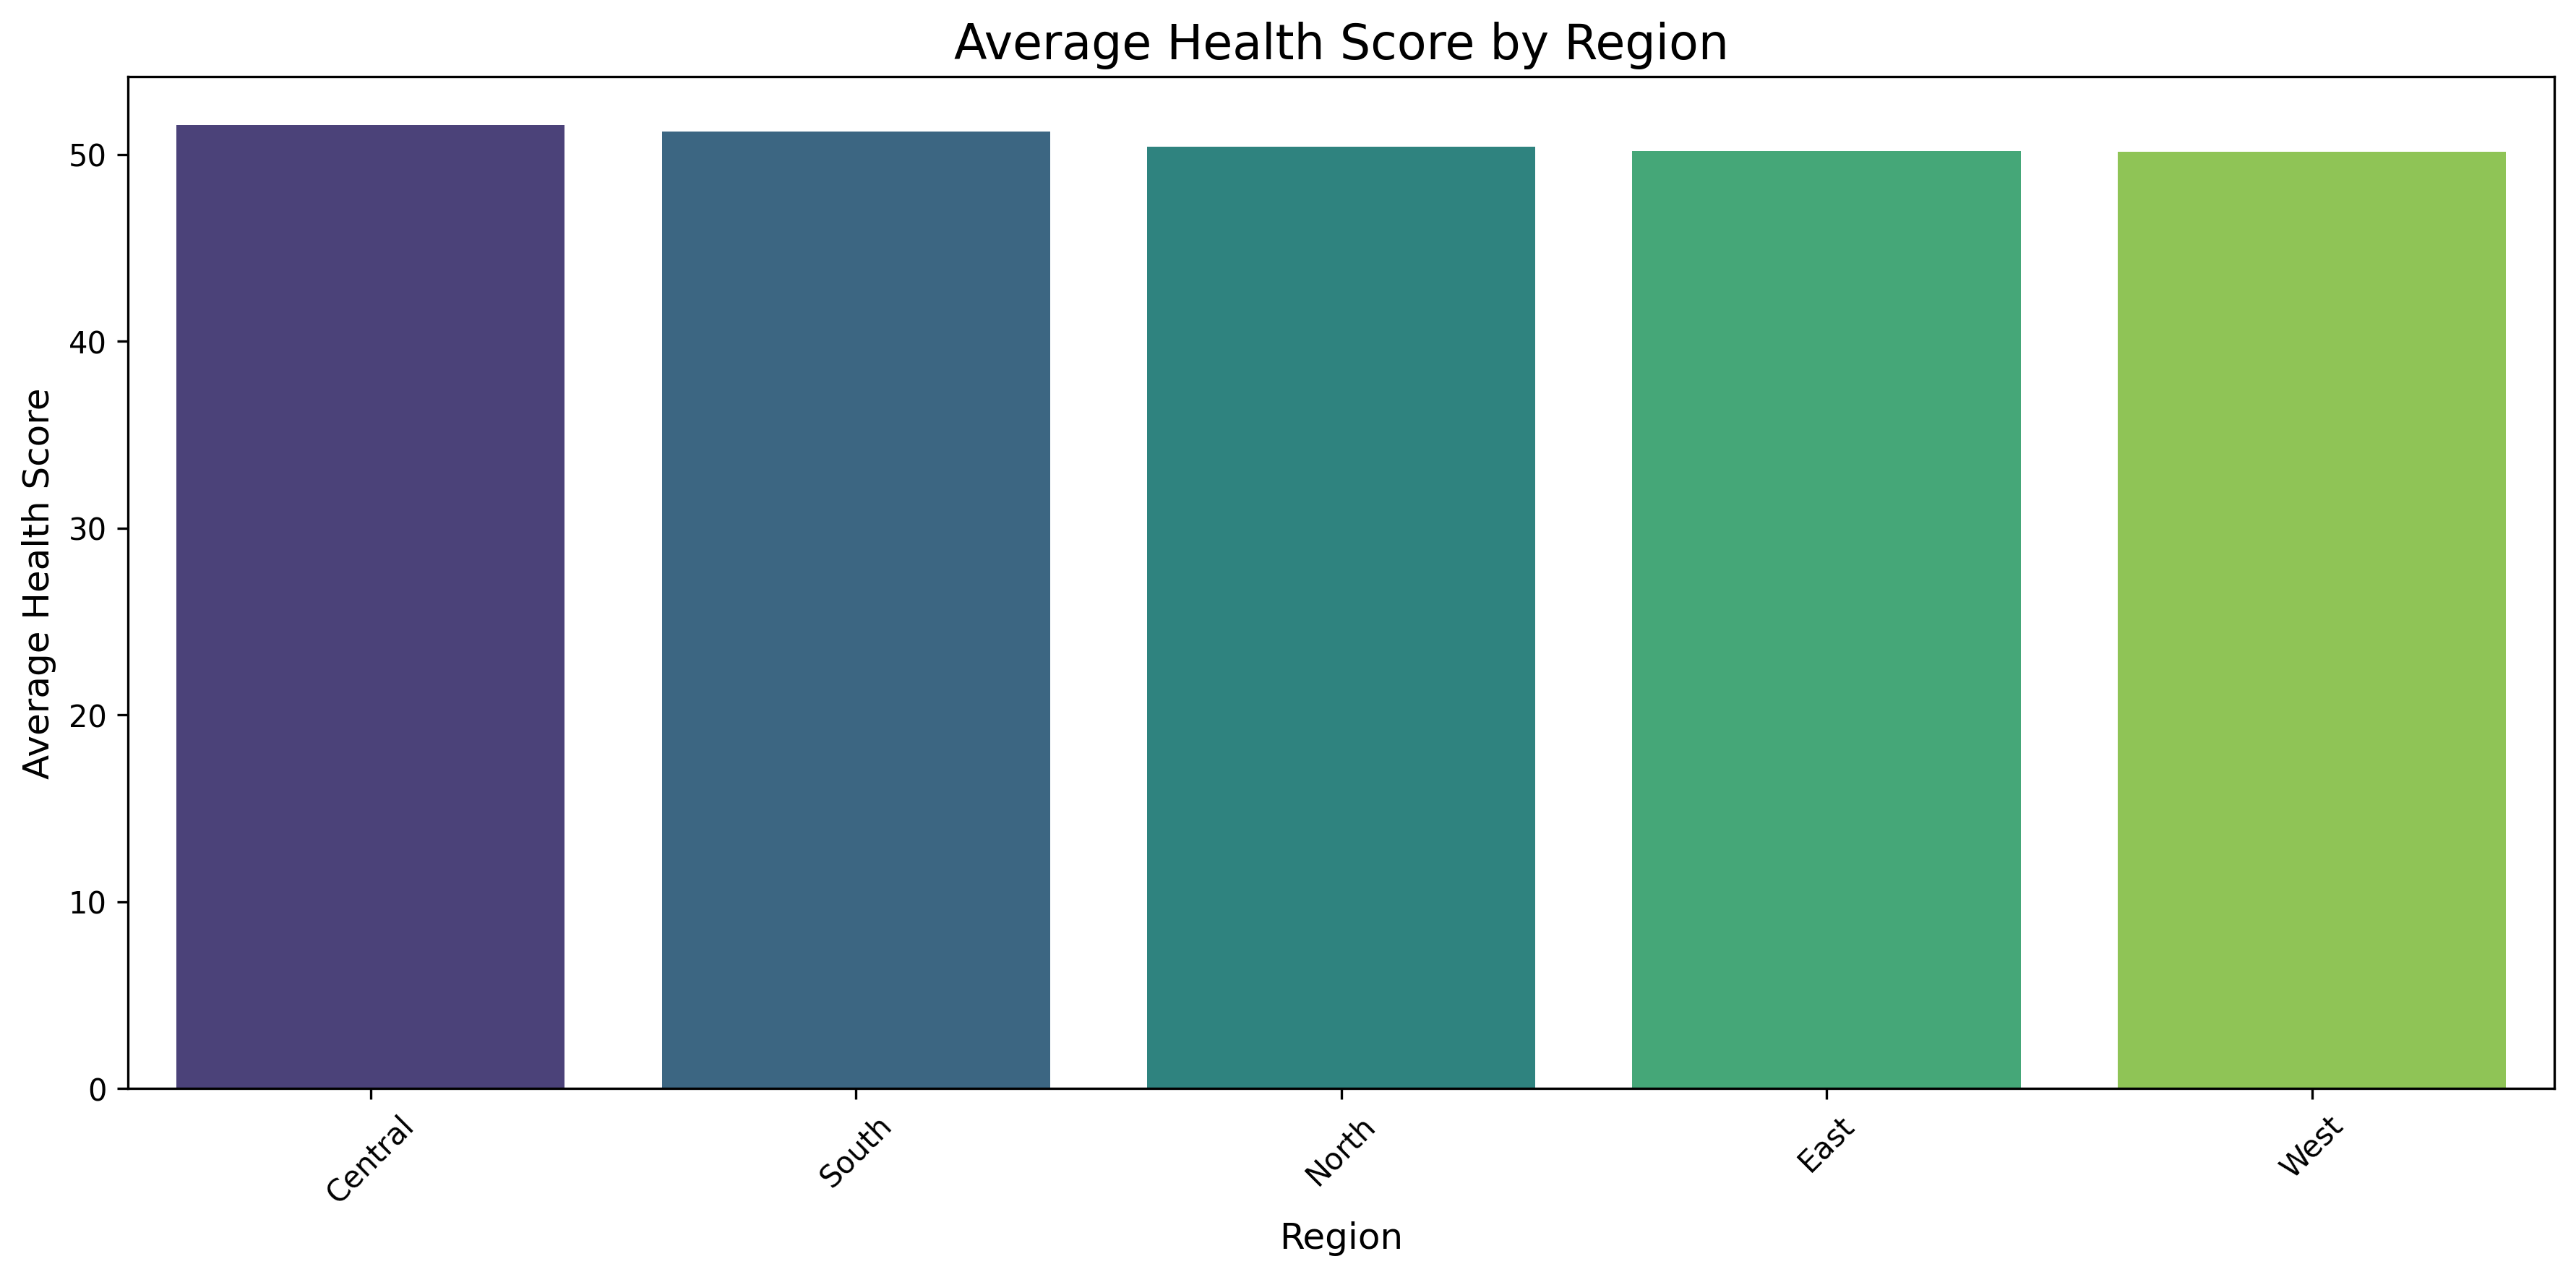 Average Health Score by Region
Average Health Score
50
40
30
20
10
0
Central
South
North
East
West
Region